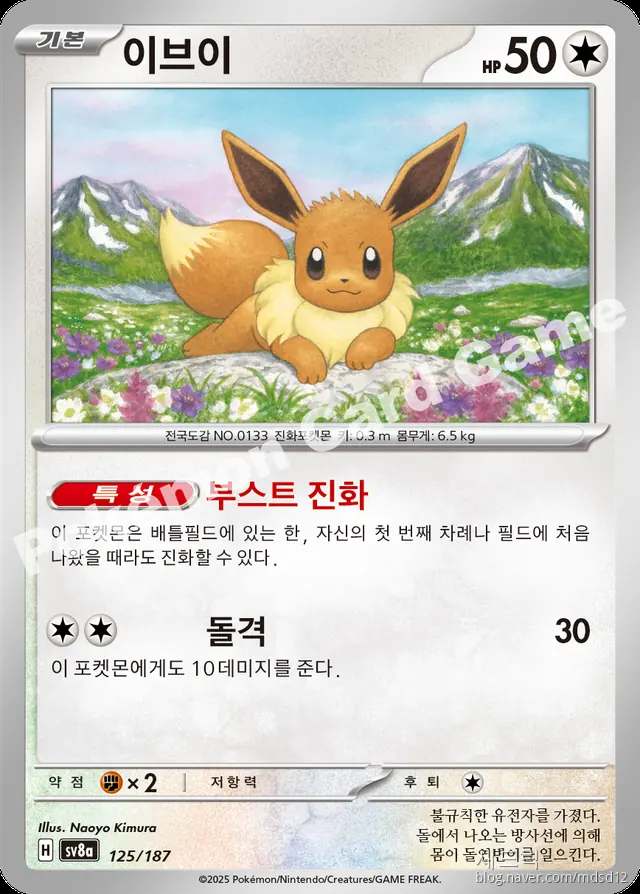 기본 이브이 HP 50
전국도감 NO.0133 진화포켓몬 키: 0.3 m 몸무게: 6.5 kg
Pokémon Card Game
특성 부스트 진화
이 포켓몬은 배틀필드에 있는 한, 자신의 첫 번째 차례나 필드에 처음
나왔을 때라도 진화할 수 있다.
돌격 30
이 포켓몬에게도 10데미지를 준다.
약점 ×2 저항력 후퇴
Illus. Naoyo Kimura
H sv8a 125/187
불규칙한 유전자를 가졌다.
돌에서 나오는 방사선에 의해
몸이 돌연변이를 일으킨다.
blog.naver.com/mdsd12
©2025 Pokémon/Nintendo/Creatures/GAME FREAK.